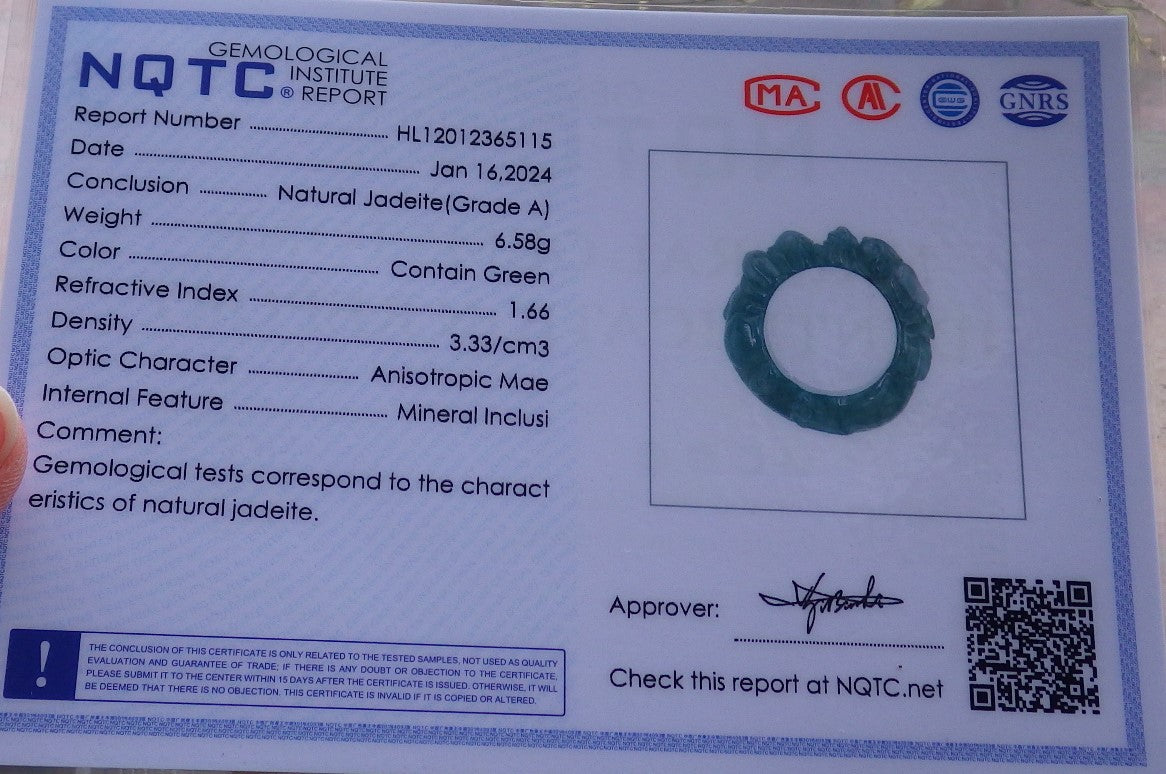 GEMOLOGICAL
NQTC® INSTITUTE
REPORT
Report Number HL12012365115
Date Jan 16,2024
Conclusion Natural Jadeite(Grade A)
Weight 6.58g
Color Contain Green
Refractive Index 1.66
Density 3.33/cm3
Optic Character Anisotropic Mae
Internal Feature Mineral Inclusi
Comment:
Gemological tests correspond to the charact
eristics of natural jadeite.
! THE CONCLUSION OF THIS CERTIFICATE IS ONLY RELATED TO THE TESTED SAMPLES, NOT USED AS QUALITY
EVALUATION AND GUARANTEE OF TRADE; IF THERE IS ANY DOUBT OR OBJECTION TO THE CERTIFICATE,
PLEASE SUBMIT IT TO THE CENTER WITHIN 15 DAYS AFTER THE CERTIFICATE IS ISSUED. OTHERWISE, IT WILL
BE DEEMED THAT THERE IS NO OBJECTION. THIS CERTIFICATE IS INVALID IF IT IS COPIED OR ALTERED.
MA
GWG
GNRS
Approver:
Check this report at NQTC.net